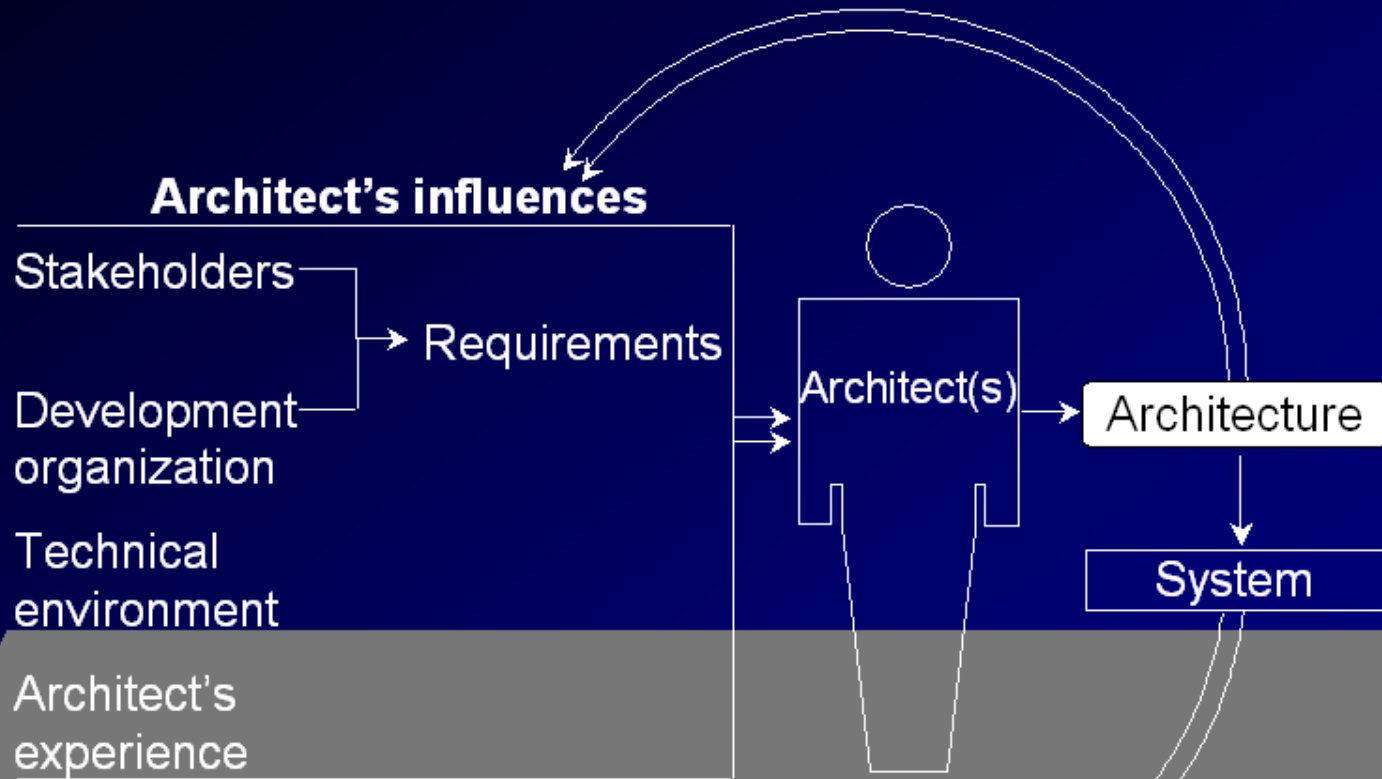 Architect’s influences
Stakeholders
Requirements
Development
organization
Technical
environment
Architect’s
experience
Architect(s)
Architecture
System